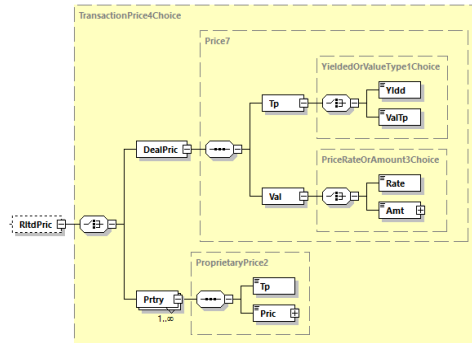 TransactionPrice4Choice
Price7
YieldedOrValueType1Choice
Yldd
Tp
ValTp
DealPric
PriceRateOrAmount3Choice
Rate
Val
Amt
RltdPric
ProprietaryPrice2
Tp
Prtry
Pric
1..∞